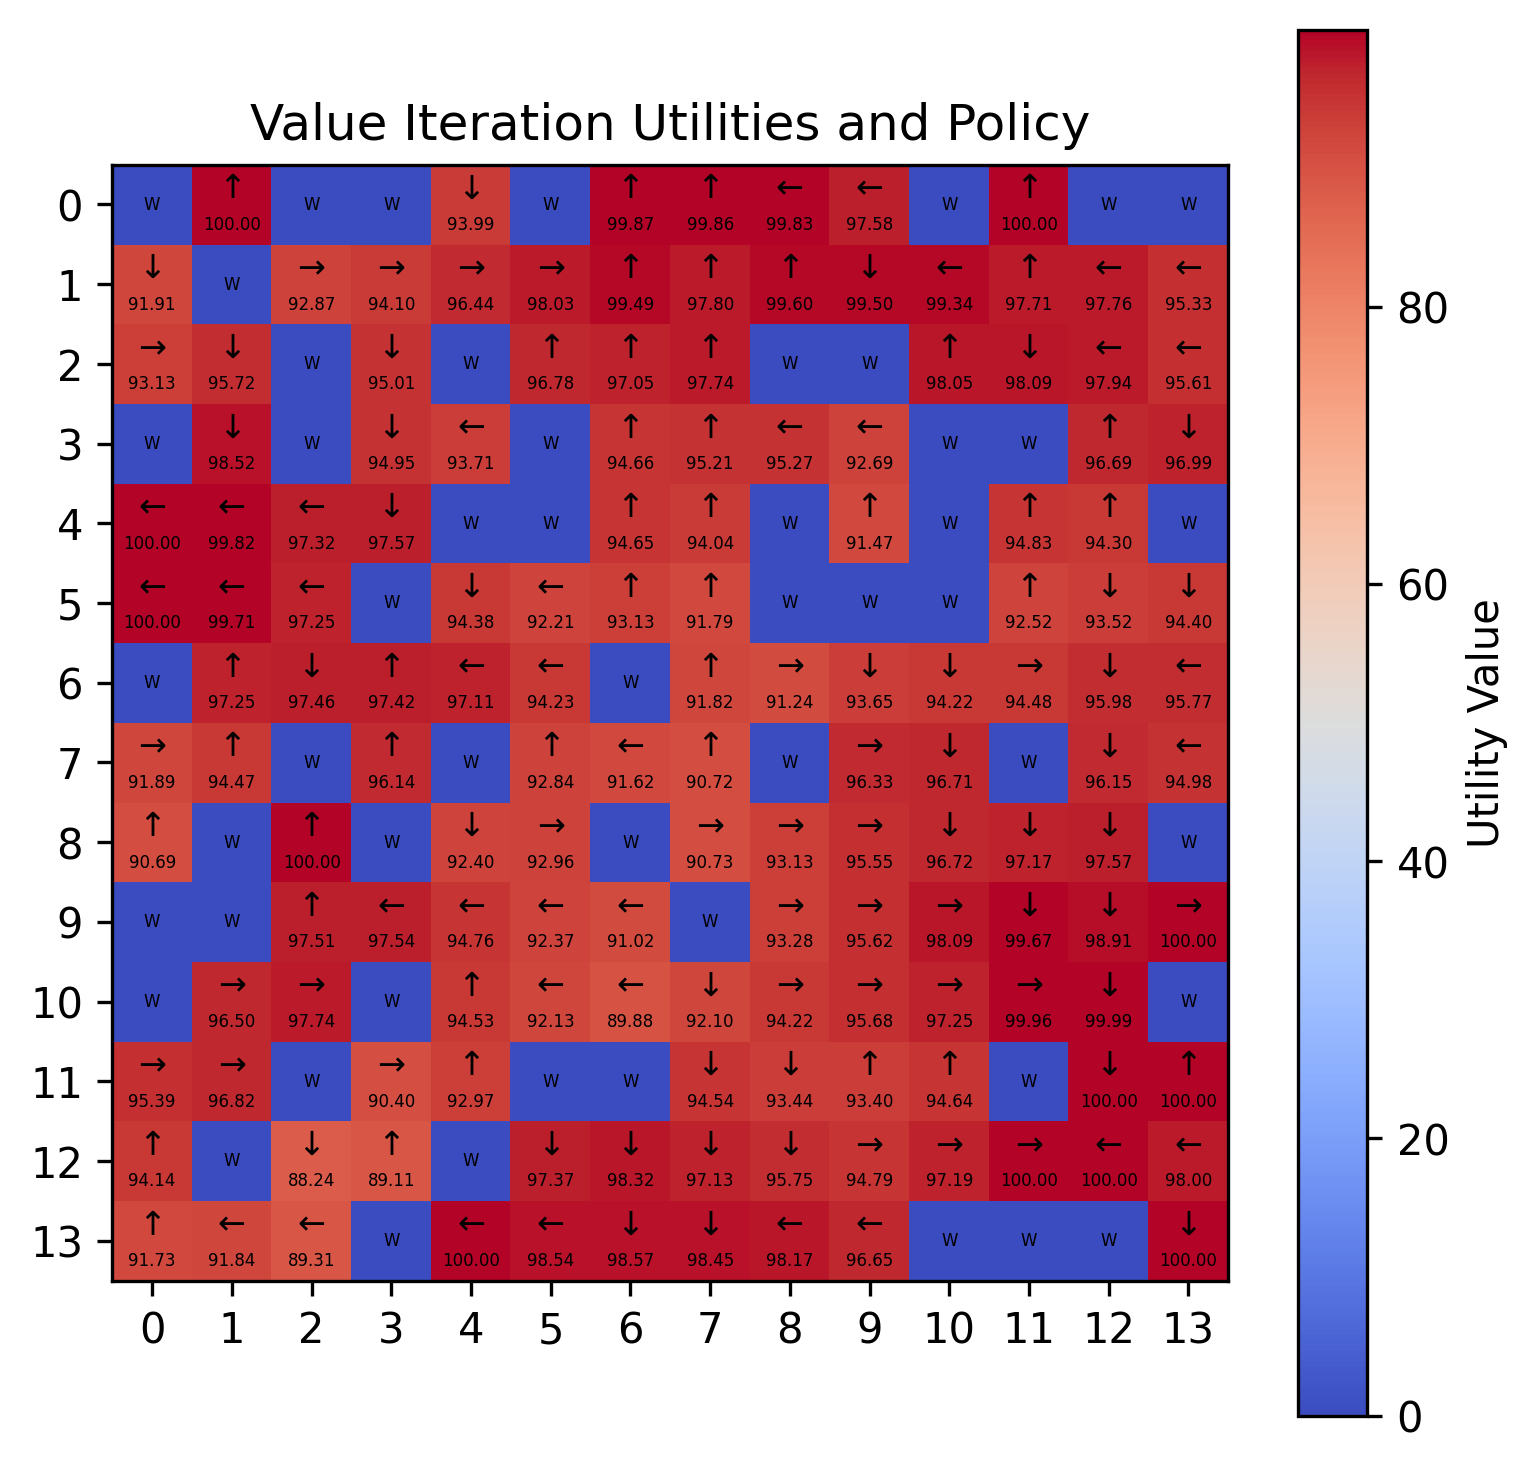 Value Iteration Utilities and Policy
0 W ↑ W W ↓ W ↑ ↑ ← ← W ↑ W W
100.00 93.99 99.87 99.86 99.83 97.58 100.00
1 ↓ W → → → → ↑ ↑ ↑ ↓ ← ↑ ← ←
91.91 92.87 94.10 96.44 98.03 99.49 97.80 99.60 99.50 99.34 97.71 97.76 95.33
2 → ↓ W ↓ W ↑ ↑ ↑ W W ↑ ↓ ← ←
93.13 95.72 95.01 96.78 97.05 97.74 98.05 98.09 97.94 95.61
3 W ↓ W ↓ ← W ↑ ↑ ← ← W W ↑ ↓
98.52 94.95 93.71 94.66 95.21 95.27 92.69 96.69 96.99
4 ← ← ← ↓ W W ↑ ↑ W ↑ W ↑ ↑ W
100.00 99.82 97.32 97.57 94.65 94.04 91.47 94.83 94.30
5 ← ← ← W ↓ ← ↑ ↑ W W W ↑ ↓ ↓
100.00 99.71 97.25 94.38 92.21 93.13 91.79 92.52 93.52 94.40
6 W ↑ ↓ ↑ ← ← W ↑ → ↓ ↓ → ↓ ←
97.25 97.46 97.42 97.11 94.23 91.82 91.24 93.65 94.22 94.48 95.98 95.77
7 → ↑ W ↑ W ↑ ← ↑ W → ↓ W ↓ ←
91.89 94.47 96.14 92.84 91.62 90.72 96.33 96.71 96.15 94.98
8 ↑ W ↑ W ↓ → W → → → ↓ ↓ ↓ W
90.69 100.00 92.40 92.96 90.73 93.13 95.55 96.72 97.17 97.57
9 W W ↑ ← ← ← ← W → → → ↓ ↓ →
97.51 97.54 94.76 92.37 91.02 93.28 95.62 98.09 99.67 98.91 100.00
10 W → → W ↑ ← ← ↓ → → → → ↓ W
96.50 97.74 94.53 92.13 89.88 92.10 94.22 95.68 97.25 99.96 99.99
11 → → W → ↑ W W ↓ ↓ ↑ ↑ W ↓ ↑
95.39 96.82 90.40 92.97 94.54 93.44 93.40 94.64 100.00 100.00
12 ↑ W ↓ ↑ W ↓ ↓ ↓ ↓ → → → ← ←
94.14 88.24 89.11 97.37 98.32 97.13 95.75 94.79 97.19 100.00 100.00 98.00
13 ↑ ← ← W ← ← ↓ ↓ ← ← W W W ↓
91.73 91.84 89.31 100.00 98.54 98.57 98.45 98.17 96.65 100.00
0 1 2 3 4 5 6 7 8 9 10 11 12 13
80
60
40
20
0
Utility Value